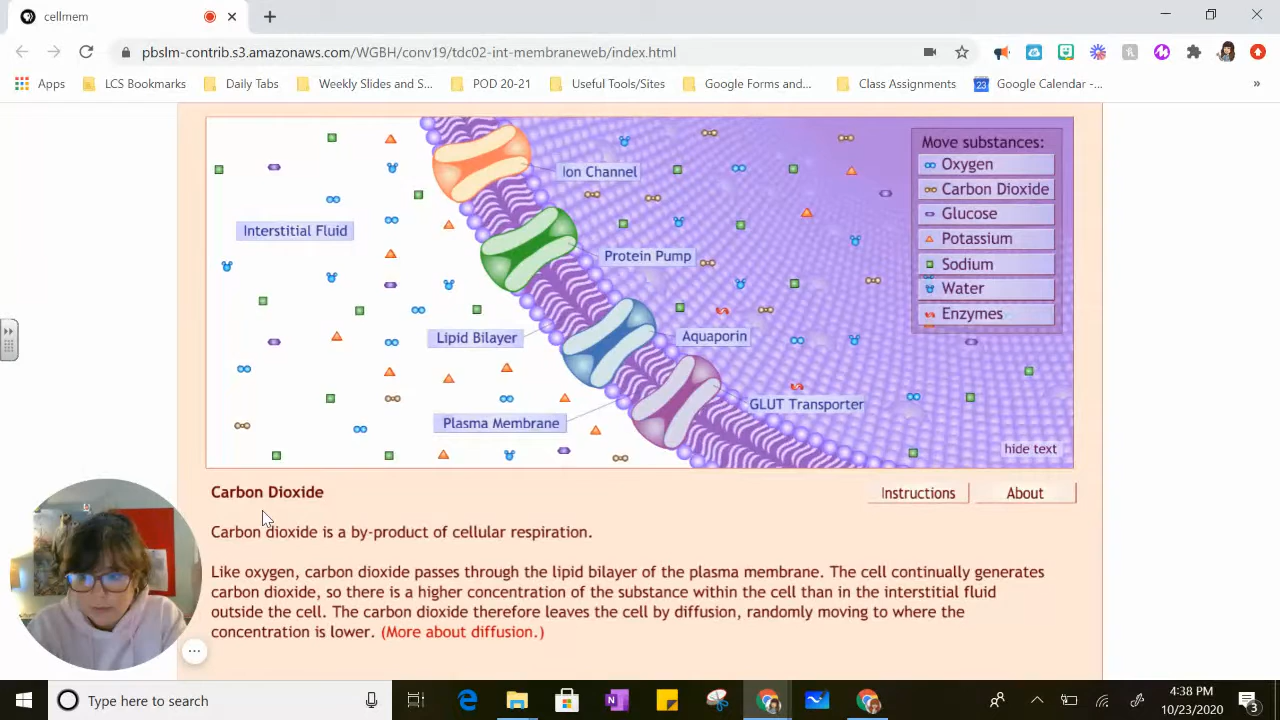 cellmem
pbslm-contrib.s3.amazonaws.com/WGBH/conv19/tdc02-int-membraneweb/index.html
Apps LCS Bookmarks Daily Tabs Weekly Slides and S... POD 20-21 Useful Tools/Sites Google Forms and... Class Assignments 23 Google Calendar -... »
Move substances:
Oxygen
Carbon Dioxide
Glucose
Potassium
Sodium
Water
Enzymes
Ion Channel
Interstitial Fluid
Protein Pump
Lipid Bilayer
Aquaporin
GLUT Transporter
Plasma Membrane
hide text
Carbon Dioxide
Instructions About
Carbon dioxide is a by-product of cellular respiration.
Like oxygen, carbon dioxide passes through the lipid bilayer of the plasma membrane. The cell continually generates
carbon dioxide, so there is a higher concentration of the substance within the cell than in the interstitial fluid
outside the cell. The carbon dioxide therefore leaves the cell by diffusion, randomly moving to where the
concentration is lower. (More about diffusion.)
Type here to search
4:38 PM
10/23/2020
3